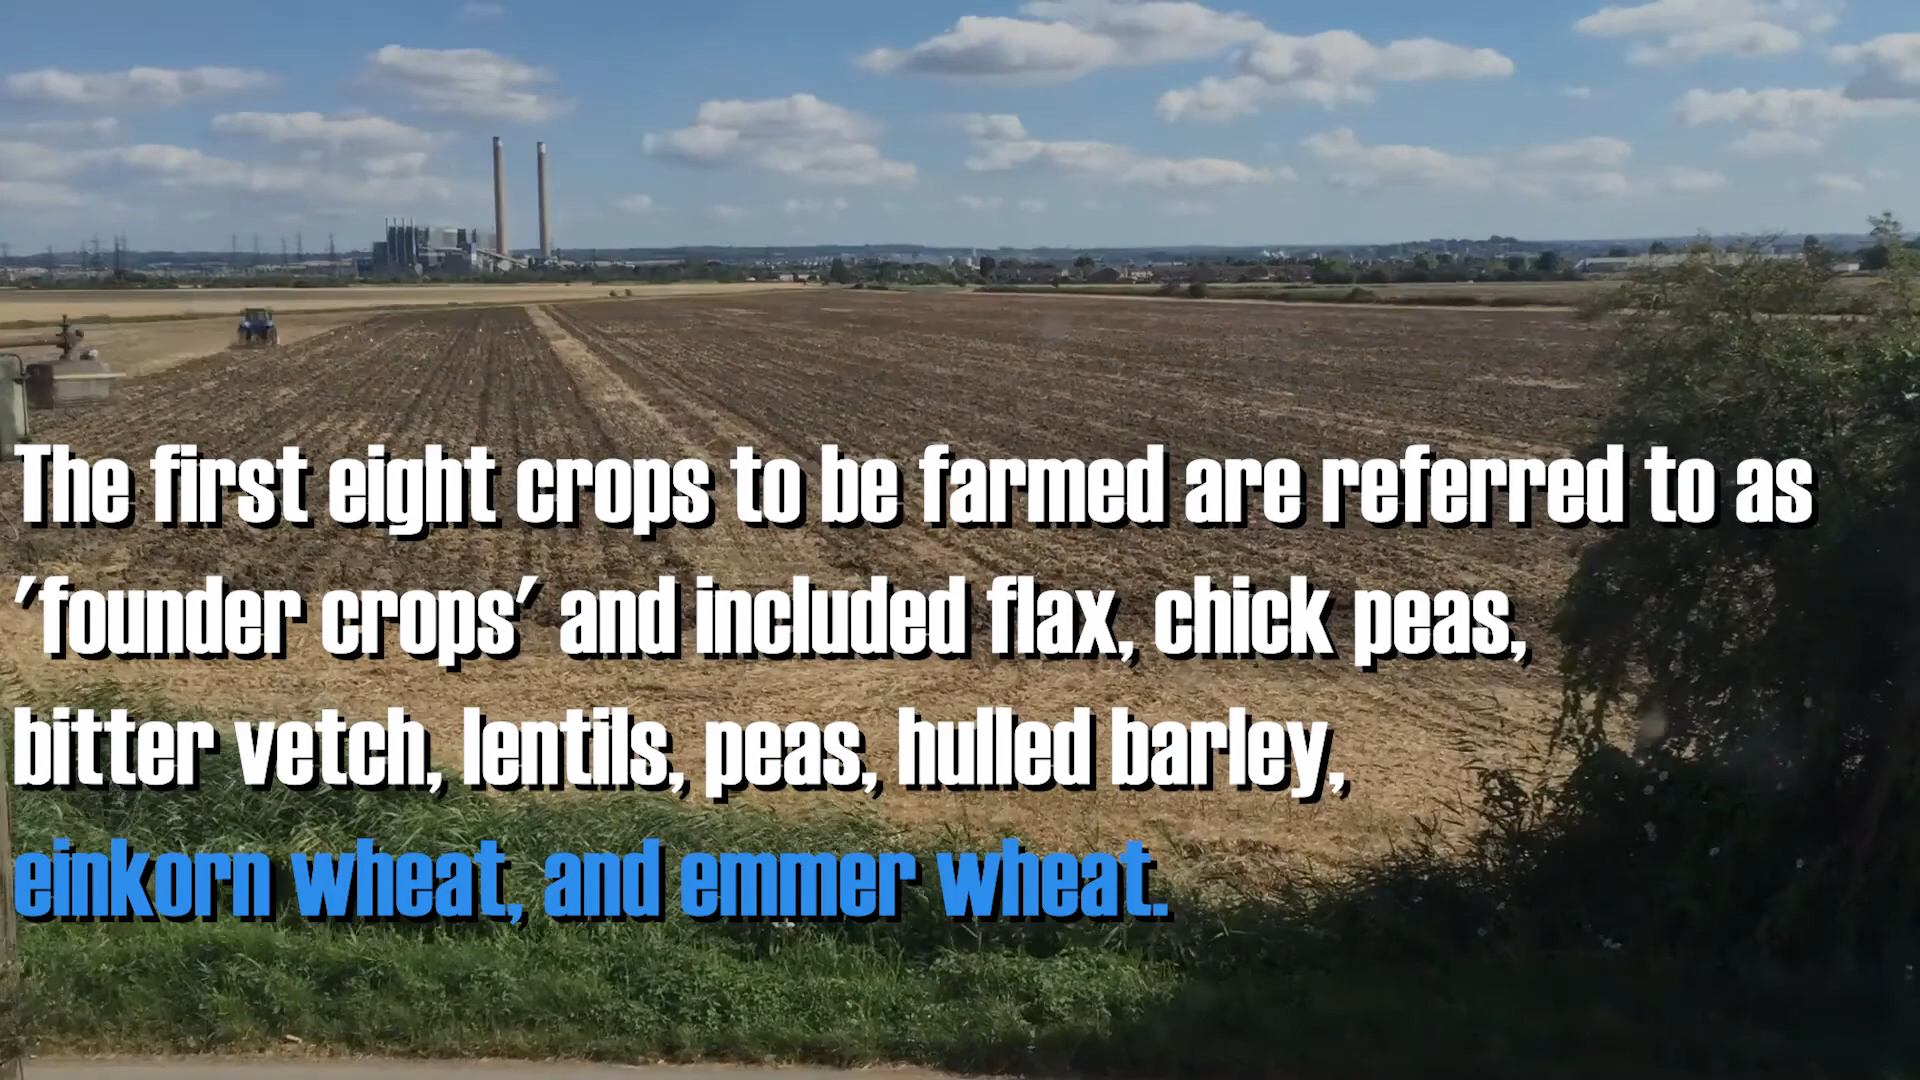 The first eight crops to be farmed are referred to as
'founder crops' and included flax, chick peas,
bitter vetch, lentils, peas, hulled barley,
einkorn wheat, and emmer wheat.